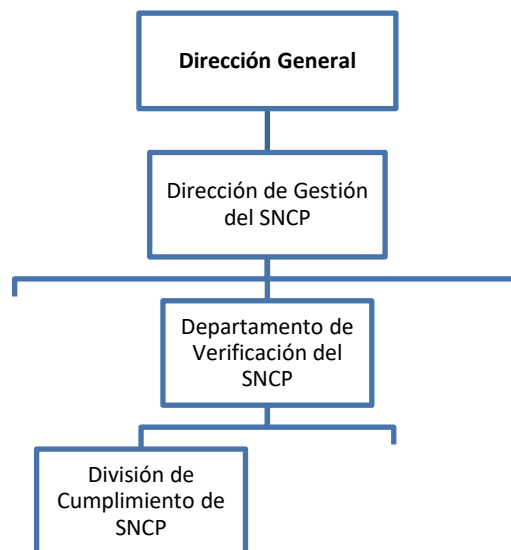 Dirección General
Dirección de Gestión
del SNCP
Departamento de
Verificación del
SNCP
División de
Cumplimiento de
SNCP